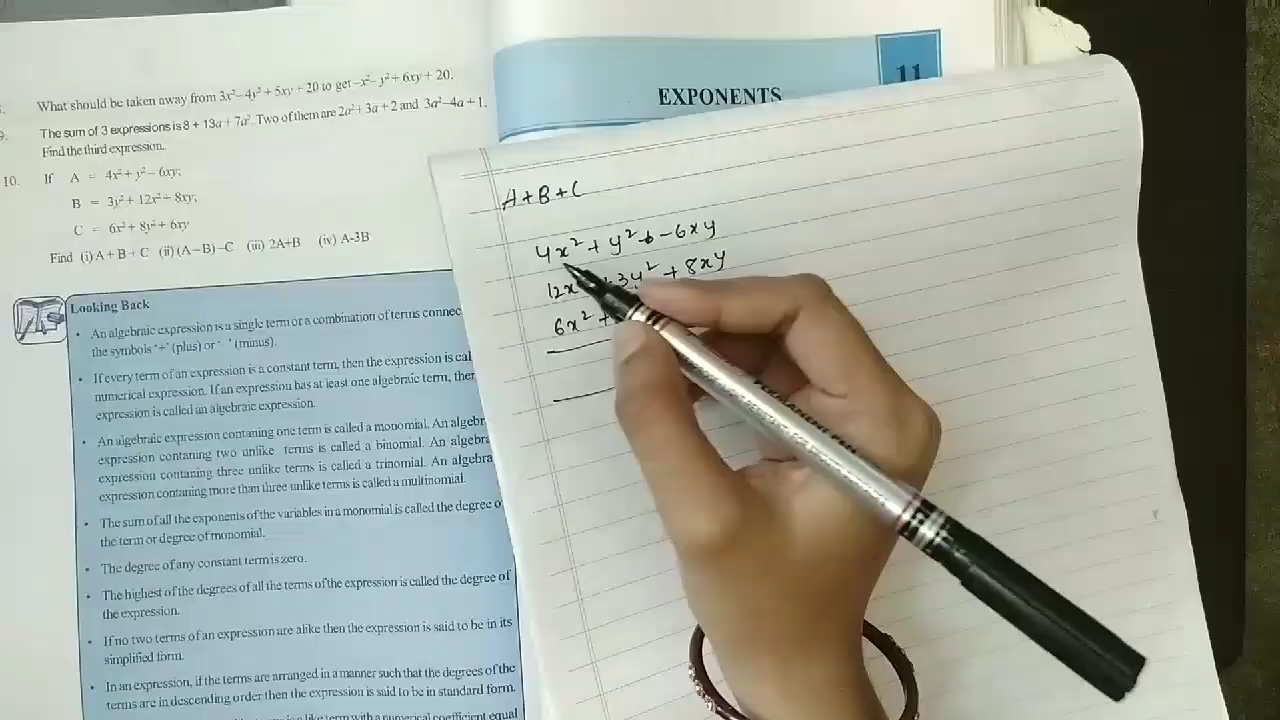 What should be taken away from 3x²–4y²+5xy+20 to get –x²–y²+6xy+20.
9. The sum of 3 expressions is 8 + 13a + 7a². Two of them are 2a²+3a+2 and 3a²–4a+1.
Find the third expression.
10. If A = 4x²+y²–6xy;
B = 3y²+12x²+8xy;
C = 6x²+8y²+6xy
Find (i) A+B+C (ii) (A–B)–C (iii) 2A+B (iv) A-3B
Looking Back
• An algebraic expression is a single term or a combination of terms connec
the symbols '+' (plus) or '-' (minus).
• If every term of an expression is a constant term, then the expression is cal
numerical expression. If an expression has at least one algebraic term, then
expression is called an algebraic expression.
• An algebraic expression contaning one term is called a monomial. An algebr
expression contaning two unlike terms is called a binomial. An algebra
expression contaning three unlike terms is called a trinomial. An algebra
expression contaning more than three unlike terms is called a multinomial.
• The sum of all the exponents of the variables in a monomial is called the degree o
the term or degree of monomial.
• The degree of any constant term is zero.
• The highest of the degrees of all the terms of the expression is called the degree of
the expression.
• If no two terms of an expression are alike then the expression is said to be in its
simplified form.
• In an expression, if the terms are arranged in a manner such that the degrees of the
terms are in descending order then the expression is said to be in standard form.
like term with a numerical coefficient equal
11
EXPONENTS
A+B+C
4x² + y² - 6xy
12x + 3y² + 8xy
6x² +